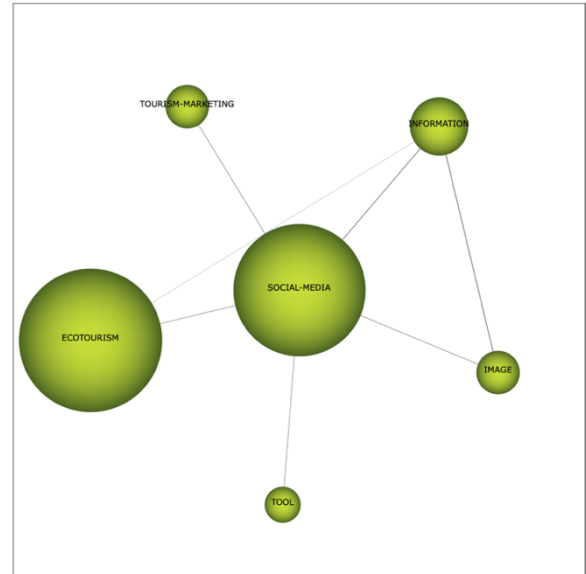 TOURISM-MARKETING
INFORMATION
SOCIAL-MEDIA
ECOTOURISM
IMAGE
TOOL